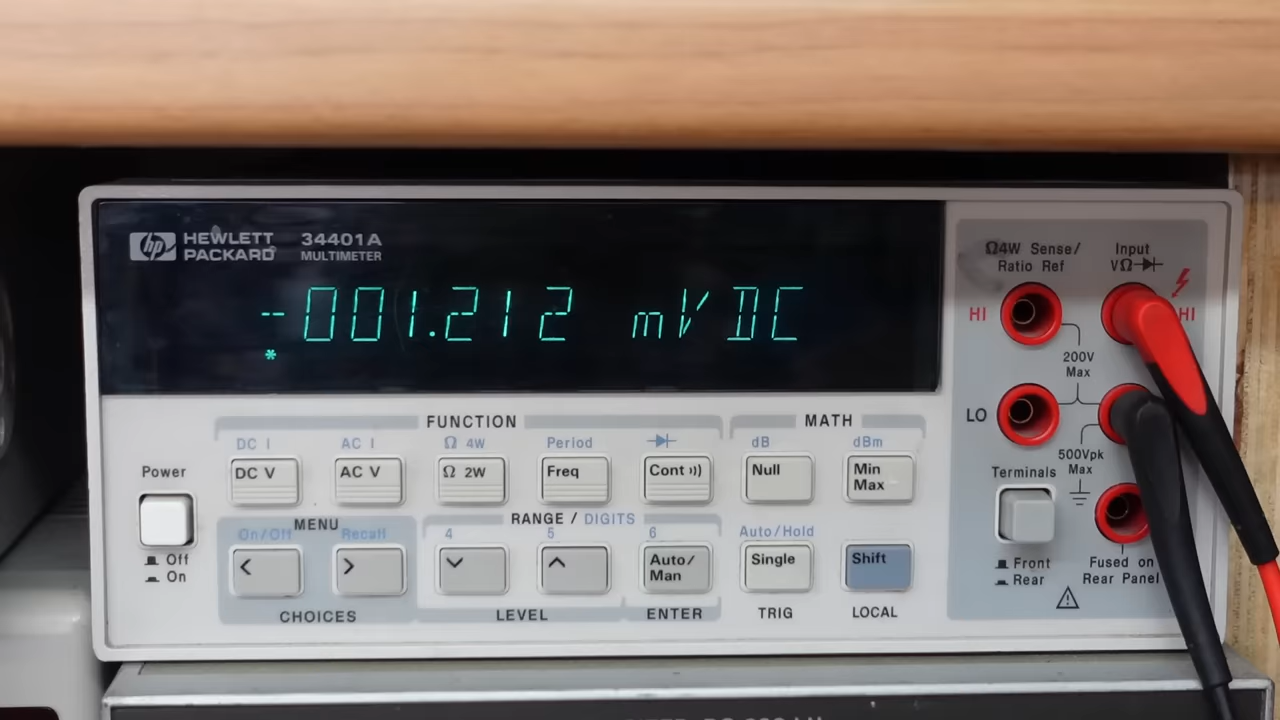 hp HEWLETT PACKARD
34401A
MULTIMETER
-001.212 mVDC
*
Ω4W Sense/
Ratio Ref
Input
VΩ
HI
HI
200V
Max
LO
500Vpk
Max
Terminals
Front
Rear
Fused on
Rear Panel
Power
Off
On
FUNCTION
MATH
DC I
AC I
Ω 4W
Period
dB
dBm
DC V
AC V
Ω 2W
Freq
Cont
Null
Min
Max
MENU
RANGE / DIGITS
On/Off
Recall
4
5
6
Auto/Hold
<
>
Auto/
Man
Single
Shift
CHOICES
LEVEL
ENTER
TRIG
LOCAL